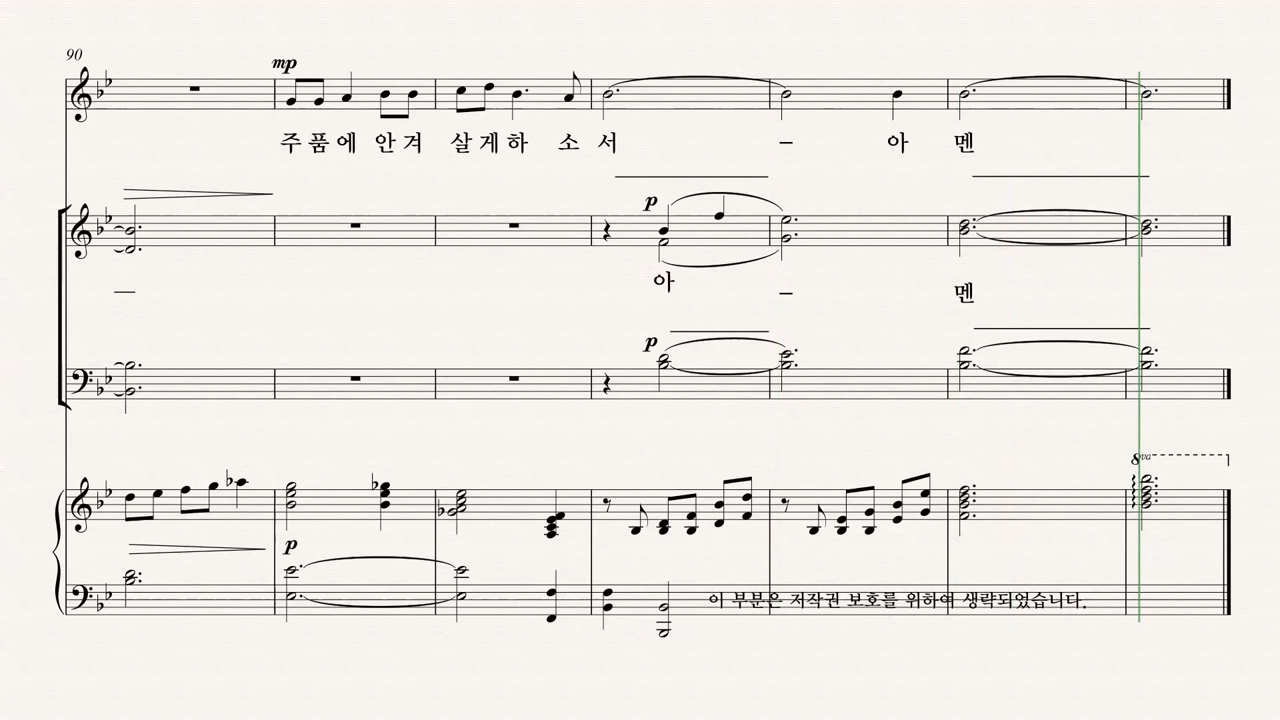 90
mp
주 품 에 안 겨 살 게 하 소 서 – 아 멘
p
아 – 멘
p
8va
p
이 부분은 저작권 보호를 위하여 생략되었습니다.